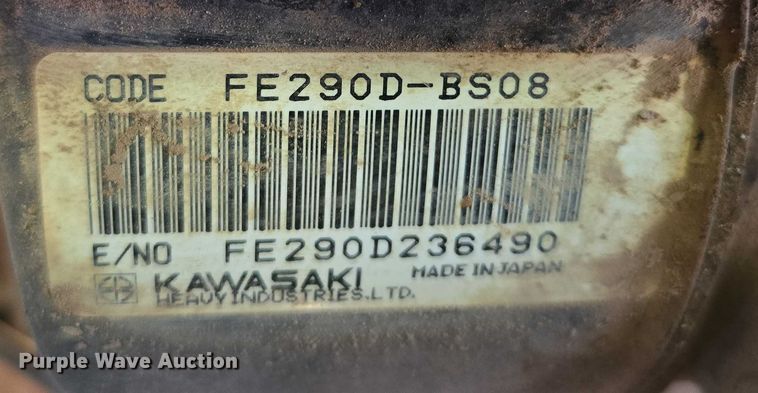 CODE FE290D-BS08
E/NO FE290D236490
KAWASAKI MADE IN JAPAN
HEAVY INDUSTRIES, LTD.
Purple Wave Auction